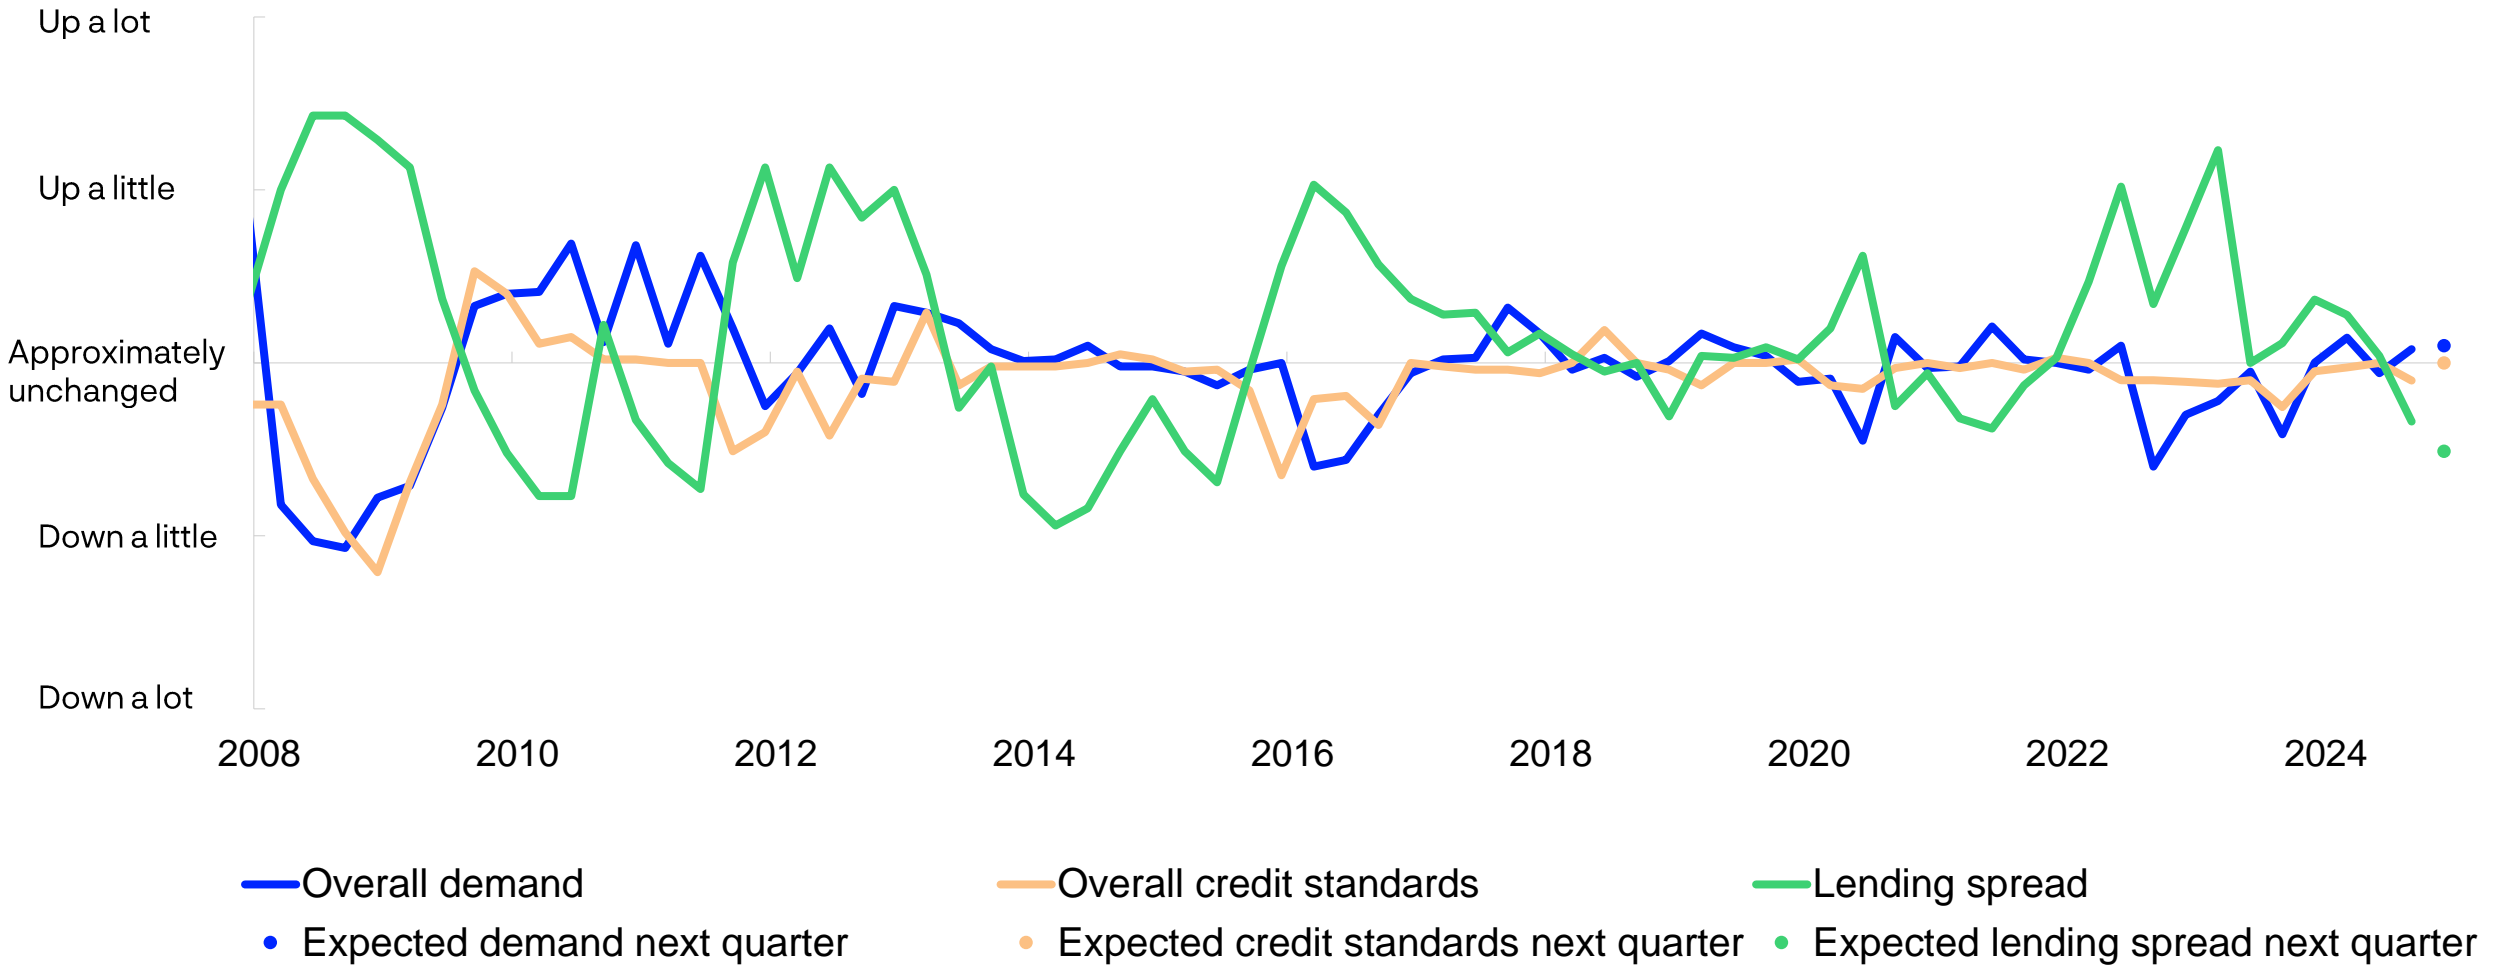 Up a lot
Up a little
Approximately
unchanged
Down a little
Down a lot
2008 2010 2012 2014 2016 2018 2020 2022 2024
Overall demand Overall credit standards Lending spread
Expected demand next quarter Expected credit standards next quarter Expected lending spread next quarter